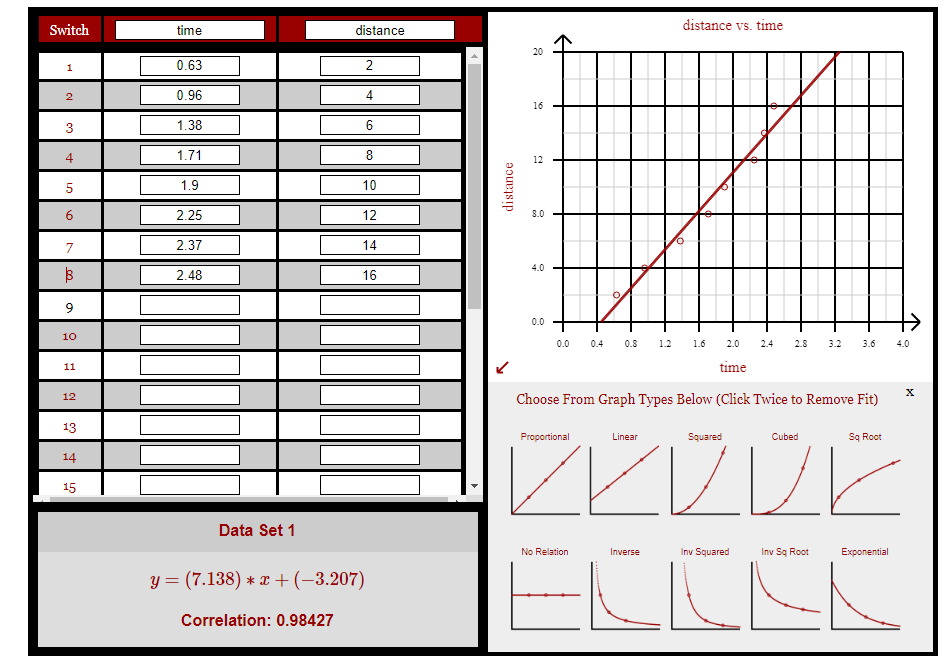 Switch time distance
1 0.63 2
2 0.96 4
3 1.38 6
4 1.71 8
5 1.9 10
6 2.25 12
7 2.37 14
8 2.48 16
9
10
11
12
13
14
15
Data Set 1
y = (7.138) * x + (−3.207)
Correlation: 0.98427
distance vs. time
20
16
12
8.0
4.0
0.0
distance
0.0 0.4 0.8 1.2 1.6 2.0 2.4 2.8 3.2 3.6 4.0
time
x
Choose From Graph Types Below (Click Twice to Remove Fit)
Proportional Linear Squared Cubed Sq Root
No Relation Inverse Inv Squared Inv Sq Root Exponential